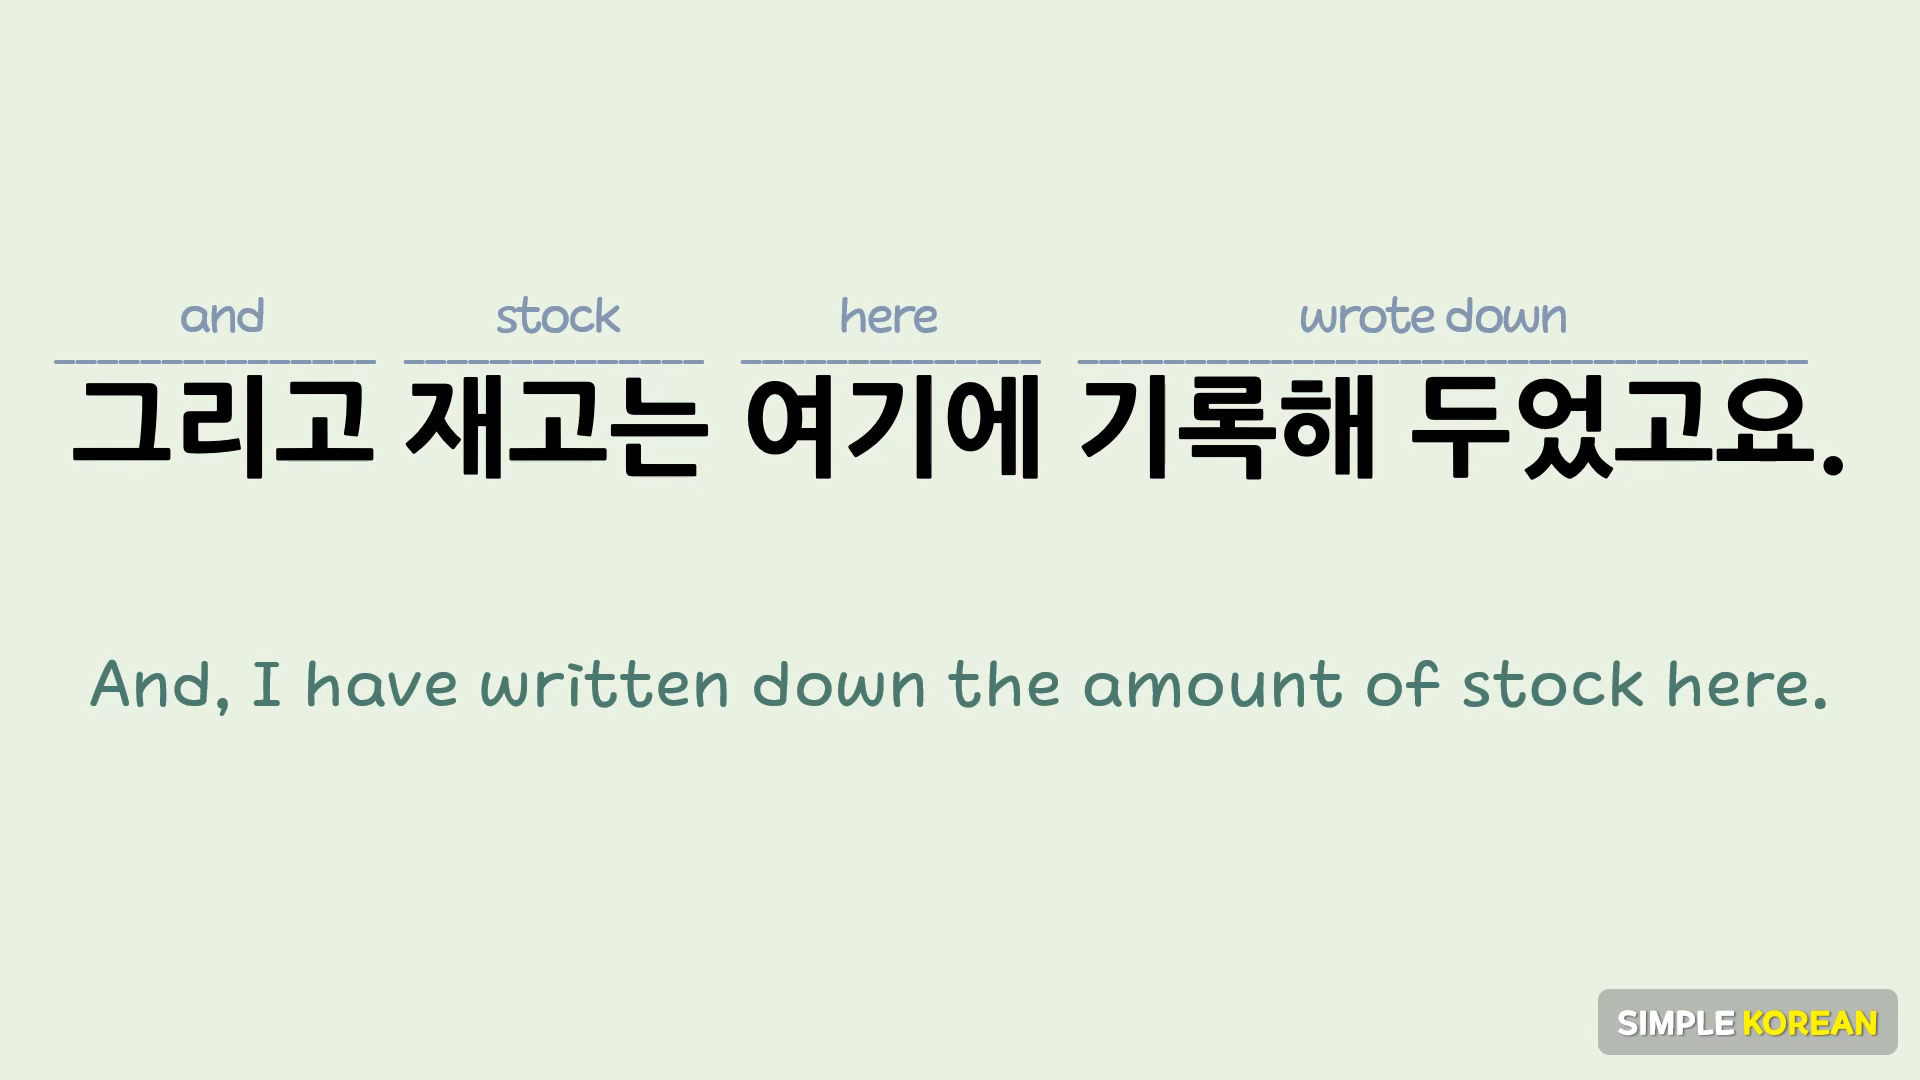 and stock here wrote down
그리고 재고는 여기에 기록해 두었고요.
And, I have written down the amount of stock here.
SIMPLE KOREAN